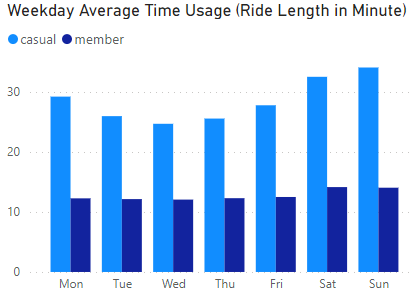 Weekday Average Time Usage (Ride Length in Minute)
casual member
30
20
10
0
Mon Tue Wed Thu Fri Sat Sun